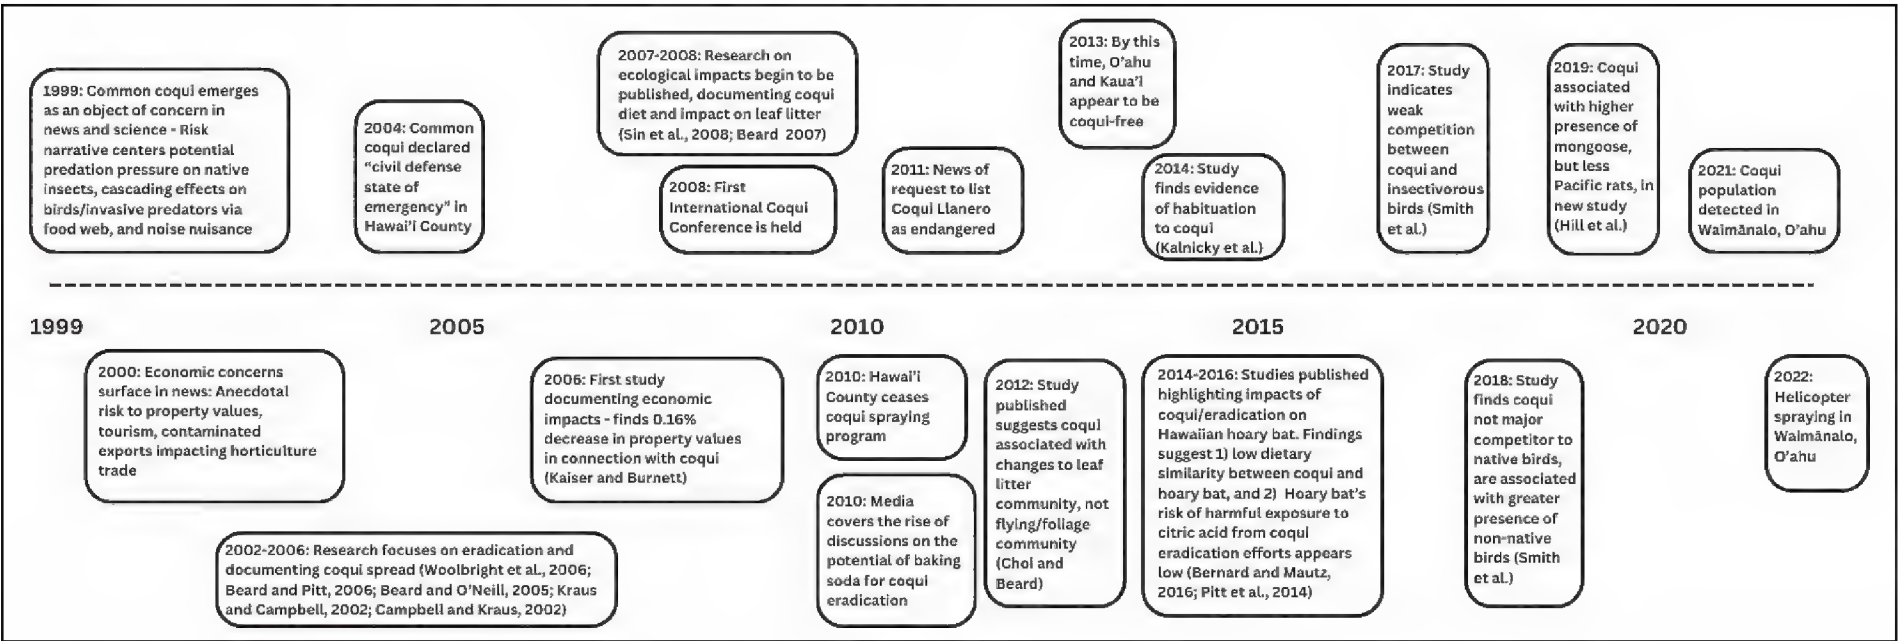 1999: Common coqui emerges
as an object of concern in
news and science - Risk
narrative centers potential
predation pressure on native
insects, cascading effects on
birds/invasive predators via
food web, and noise nuisance
2004: Common
coqui declared
“civil defense
state of
emergency” in
Hawai’i County
2007-2008: Research on
ecological impacts begin to be
published, documenting coqui
diet and impact on leaf litter
(Sin et al., 2008; Beard 2007)
2008: First
International Coqui
Conference is held
2011: News of
request to list
Coqui Llanero
as endangered
2013: By this
time, O’ahu
and Kaua’i
appear to be
coqui-free
2014: Study
finds evidence
of habituation
to coqui
(Kalnicky et al.)
2017: Study
indicates
weak
competition
between
coqui and
insectivorous
birds (Smith
et al.)
2019: Coqui
associated
with higher
presence of
mongoose,
but less
Pacific rats, in
new study
(Hill et al.)
2021: Coqui
population
detected in
Waimānalo, O’ahu
1999 2005 2010 2015 2020
2000: Economic concerns
surface in news: Anecdotal
risk to property values,
tourism, contaminated
exports impacting horticulture
trade
2002-2006: Research focuses on eradication and
documenting coqui spread (Woolbright et al., 2006;
Beard and Pitt, 2006; Beard and O’Neill, 2005; Kraus
and Campbell, 2002; Campbell and Kraus, 2002)
2006: First study
documenting economic
impacts - finds 0.16%
decrease in property values
in connection with coqui
(Kaiser and Burnett)
2010: Hawai’i
County ceases
coqui spraying
program
2010: Media
covers the rise of
discussions on the
potential of baking
soda for coqui
eradication
2012: Study
published
suggests coqui
associated with
changes to leaf
litter
community, not
flying/foliage
community
(Choi and
Beard)
2014-2016: Studies published
highlighting impacts of
coqui/eradication on
Hawaiian hoary bat. Findings
suggest 1) low dietary
similarity between coqui and
hoary bat, and 2) Hoary bat’s
risk of harmful exposure to
citric acid from coqui
eradication efforts appears
low (Bernard and Mautz,
2016; Pitt et al., 2014)
2018: Study
finds coqui
not major
competitor to
native birds,
are associated
with greater
presence of
non-native
birds (Smith
et al.)
2022:
Helicopter
spraying in
Waimānalo,
O’ahu